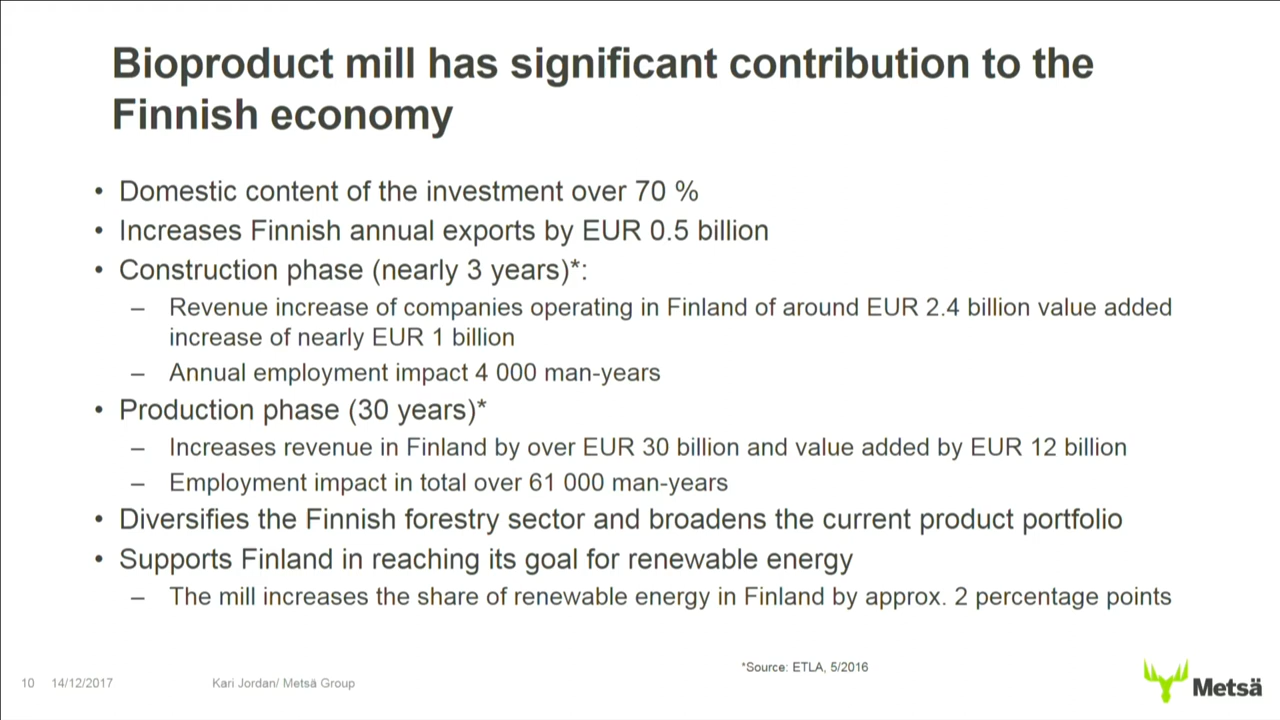 Bioproduct mill has significant contribution to the
Finnish economy
• Domestic content of the investment over 70 %
• Increases Finnish annual exports by EUR 0.5 billion
• Construction phase (nearly 3 years)*:
– Revenue increase of companies operating in Finland of around EUR 2.4 billion value added
increase of nearly EUR 1 billion
– Annual employment impact 4 000 man-years
• Production phase (30 years)*
– Increases revenue in Finland by over EUR 30 billion and value added by EUR 12 billion
– Employment impact in total over 61 000 man-years
• Diversifies the Finnish forestry sector and broadens the current product portfolio
• Supports Finland in reaching its goal for renewable energy
– The mill increases the share of renewable energy in Finland by approx. 2 percentage points
*Source: ETLA, 5/2016
10 14/12/2017 Kari Jordan/ Metsä Group
Metsä